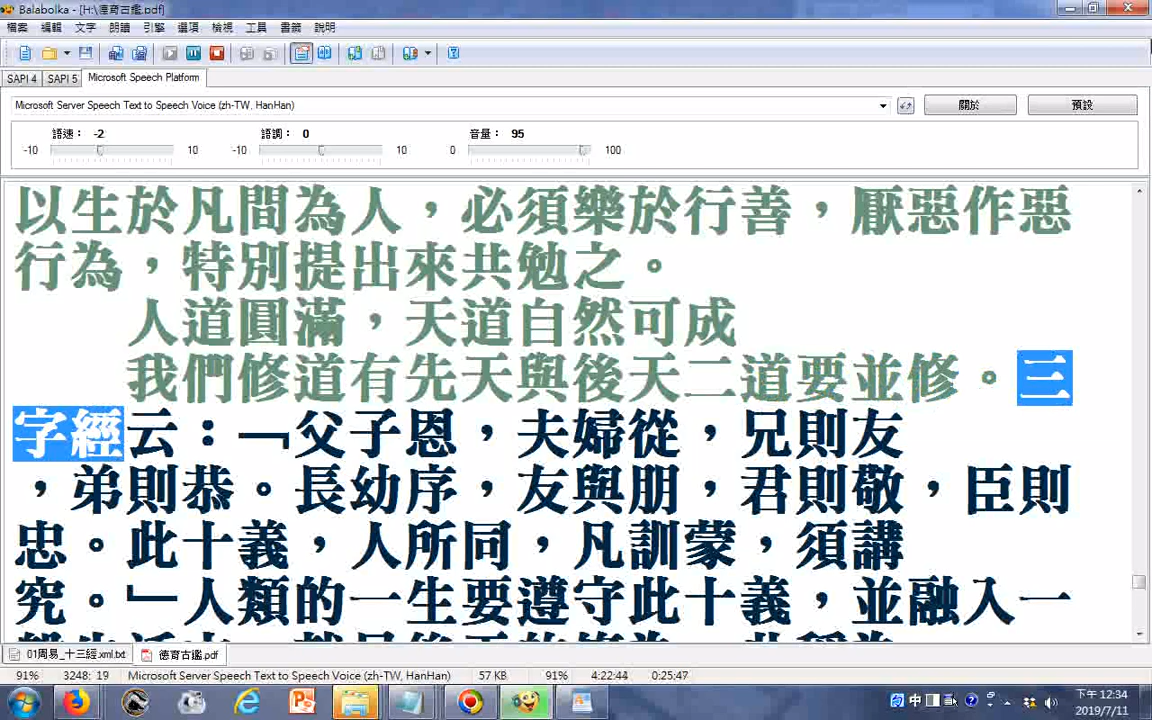 Balabolka - [H:\德育古鑑.pdf]
檔案 編輯 文字 朗讀 引擎 選項 檢視 工具 書籤 說明
SAPI 4 SAPI 5 Microsoft Speech Platform
Microsoft Server Speech Text to Speech Voice (zh-TW, HanHan) 關於 預設
語速： -2 語調： 0 音量： 95
-10 10 -10 10 0 100
以生於凡間為人，必須樂於行善，厭惡作惡
行為，特別提出來共勉之。
人道圓滿，天道自然可成
我們修道有先天與後天二道要並修。三
字經云：﹁父子恩，夫婦從，兄則友
，弟則恭。長幼序，友與朋，君則敬，臣則
忠。此十義，人所同，凡訓蒙，須講
究。﹂人類的一生要遵守此十義，並融入一
01周易_十三經.xml.txt 德育古鑑.pdf
91% 3248: 19 Microsoft Server Speech Text to Speech Voice (zh-TW, HanHan) 57 KB 91% 4:22:44 0:25:47
中 下午 12:34
2019/7/11